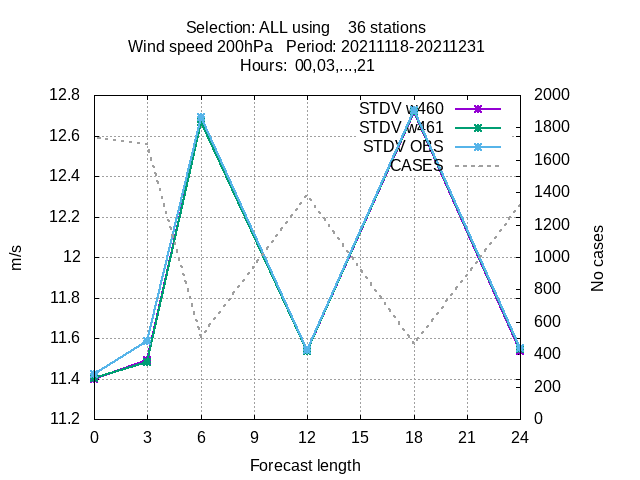 Selection: ALL using 36 stations
Wind speed 200hPa Period: 20211118-20211231
Hours: 00,03,...,21
STDV w460
STDV w461
STDV OBS
CASES
12.8
12.6
12.4
12.2
12
11.8
11.6
11.4
11.2
2000
1800
1600
1400
1200
1000
800
600
400
200
0
m/s
No cases
0 3 6 9 12 15 18 21 24
Forecast length